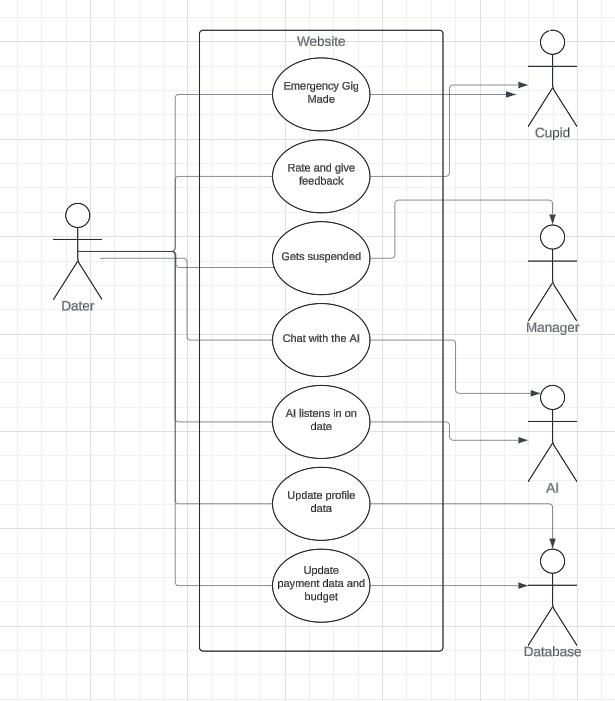 Website
Emergency Gig
Made
Cupid
Rate and give
feedback
Dater
Gets suspended
Manager
Chat with the AI
AI listens in on
date
AI
Update profile
data
Update
payment data and
budget
Database